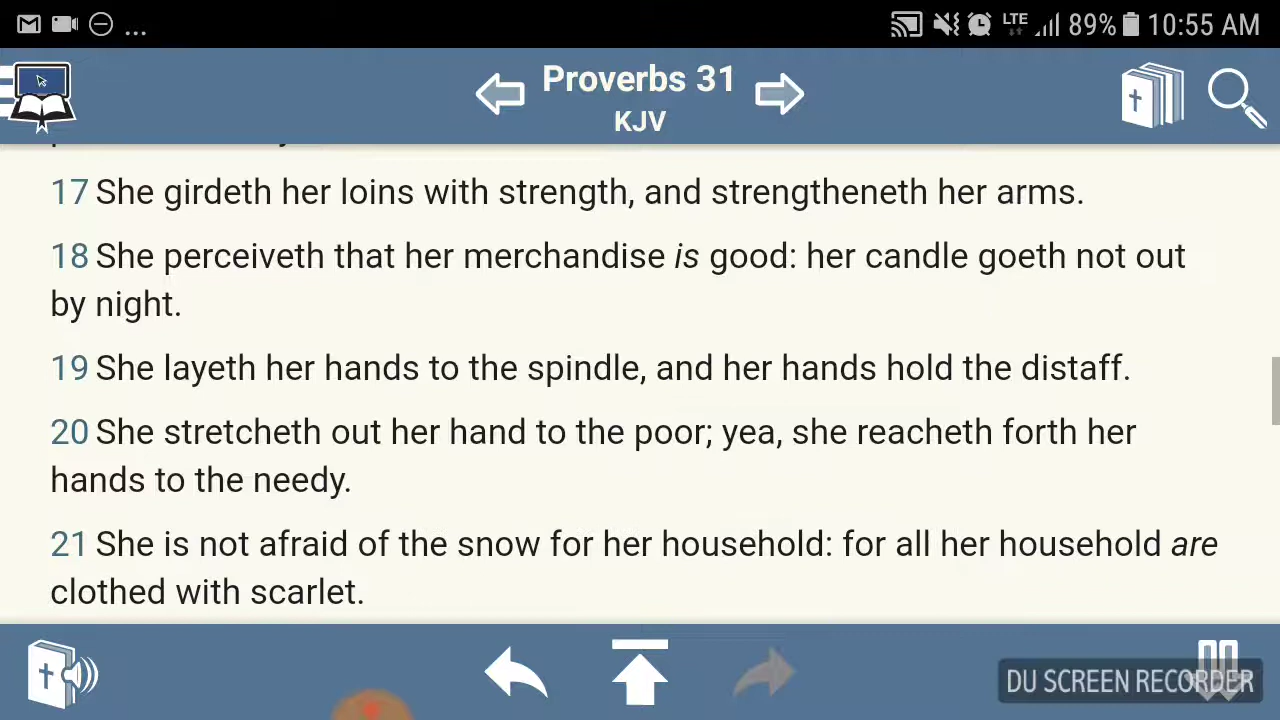 ... LTE 89% 10:55 AM
Proverbs 31
KJV
17 She girdeth her loins with strength, and strengtheneth her arms.
18 She perceiveth that her merchandise is good: her candle goeth not out
by night.
19 She layeth her hands to the spindle, and her hands hold the distaff.
20 She stretcheth out her hand to the poor; yea, she reacheth forth her
hands to the needy.
21 She is not afraid of the snow for her household: for all her household are
clothed with scarlet.
DU SCREEN RECORDER